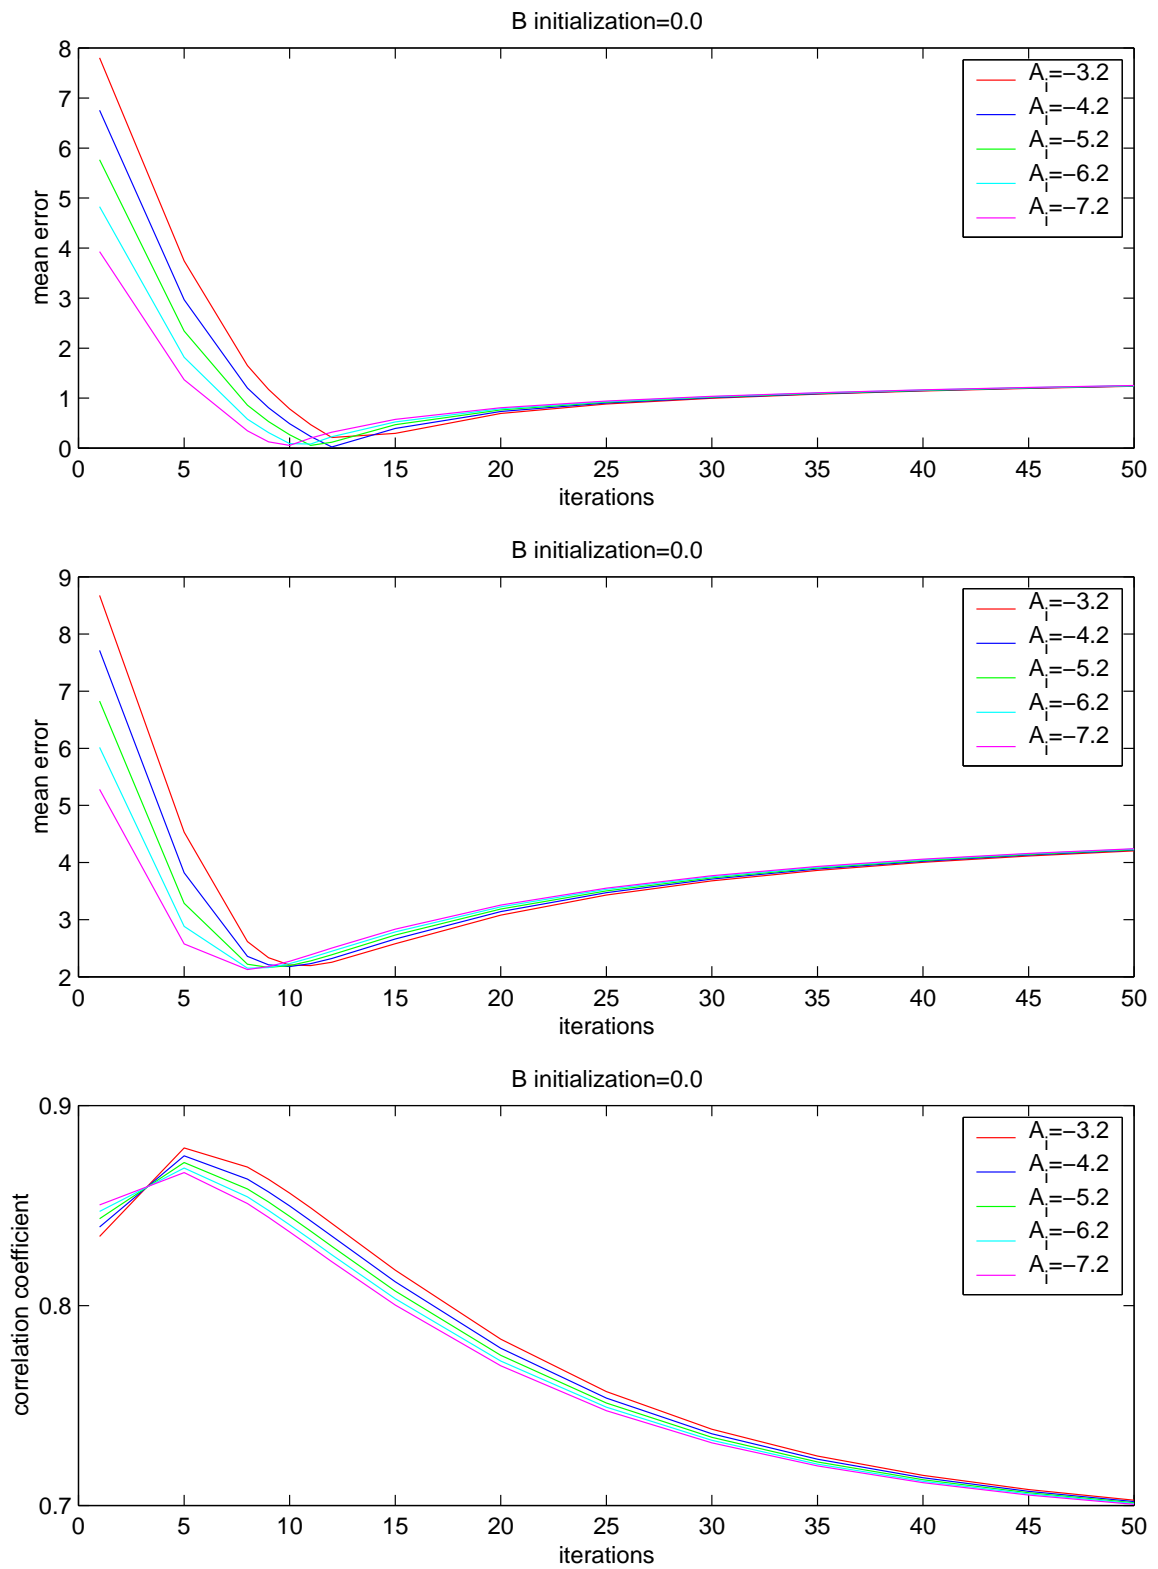 B initialization=0.0
8
7
6
5
4
3
2
1
0
mean error
A_i=−3.2
A_i=−4.2
A_i=−5.2
A_i=−6.2
A_i=−7.2
0 5 10 15 20 25 30 35 40 45 50
iterations
B initialization=0.0
9
8
7
6
5
4
3
2
mean error
A_i=−3.2
A_i=−4.2
A_i=−5.2
A_i=−6.2
A_i=−7.2
0 5 10 15 20 25 30 35 40 45 50
iterations
B initialization=0.0
0.9
0.8
0.7
correlation coefficient
A_i=−3.2
A_i=−4.2
A_i=−5.2
A_i=−6.2
A_i=−7.2
0 5 10 15 20 25 30 35 40 45 50
iterations